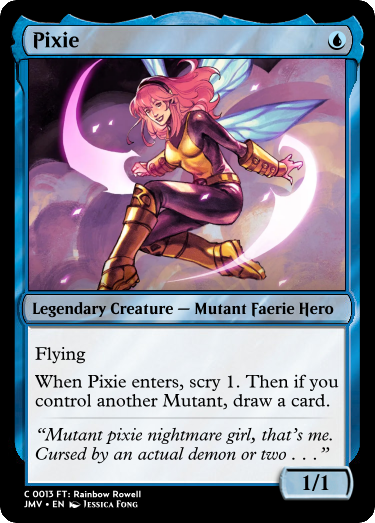 Pixie
Legendary Creature — Mutant Faerie Hero
Flying
When Pixie enters, scry 1. Then if you
control another Mutant, draw a card.
“Mutant pixie nightmare girl, that’s me.
Cursed by an actual demon or two . . .”
1/1
C 0013 FT: Rainbow Rowell
JMV • EN Jessica Fong